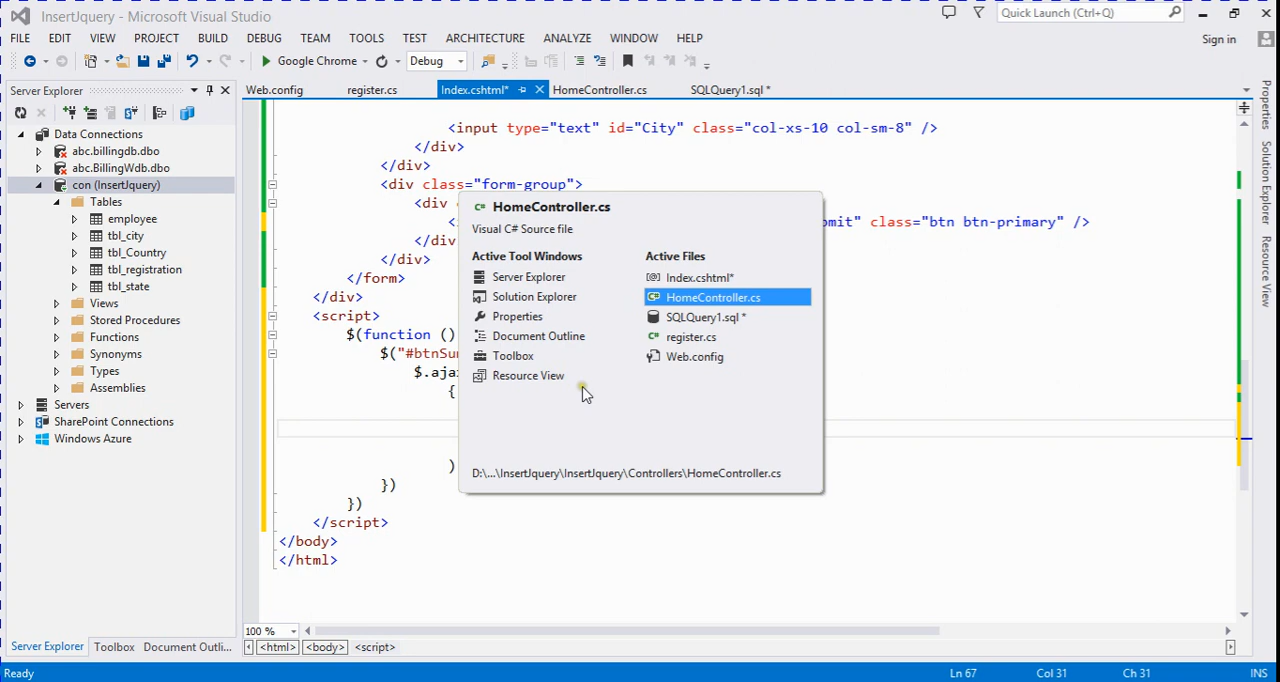 InsertJquery - Microsoft Visual Studio
Quick Launch (Ctrl+Q)
FILE EDIT VIEW PROJECT BUILD DEBUG TEAM TOOLS TEST ARCHITECTURE ANALYZE WINDOW HELP
Sign in
Google Chrome
Debug
Server Explorer
Web.config
register.cs
Index.cshtml*
HomeController.cs
SQLQuery1.sql *
Data Connections
abc.billingdb.dbo
abc.BillingWdb.dbo
con (InsertJquery)
Tables
employee
tbl_city
tbl_Country
tbl_registration
tbl_state
Views
Stored Procedures
Functions
Synonyms
Types
Assemblies
Servers
SharePoint Connections
Windows Azure
Server Explorer Toolbox Document Outli...
<input type="text" id="City" class="col-xs-10 col-sm-8" />
</div>
</div>
<div class="form-group">
<div
mit" class="btn btn-primary" />
</div>
</div>
</form>
</div>
<script>
$(function ()
$("#btnSu
$.aja
{
)
})
})
</script>
</body>
</html>
HomeController.cs
Visual C# Source file
Active Tool Windows
Server Explorer
Solution Explorer
Properties
Document Outline
Toolbox
Resource View
Active Files
Index.cshtml*
HomeController.cs
SQLQuery1.sql *
register.cs
Web.config
D:\...\InsertJquery\InsertJquery\Controllers\HomeController.cs
Properties
Solution Explorer
Resource View
100 %
<html> <body> <script>
Ready
Ln 67
Col 31
Ch 31
INS